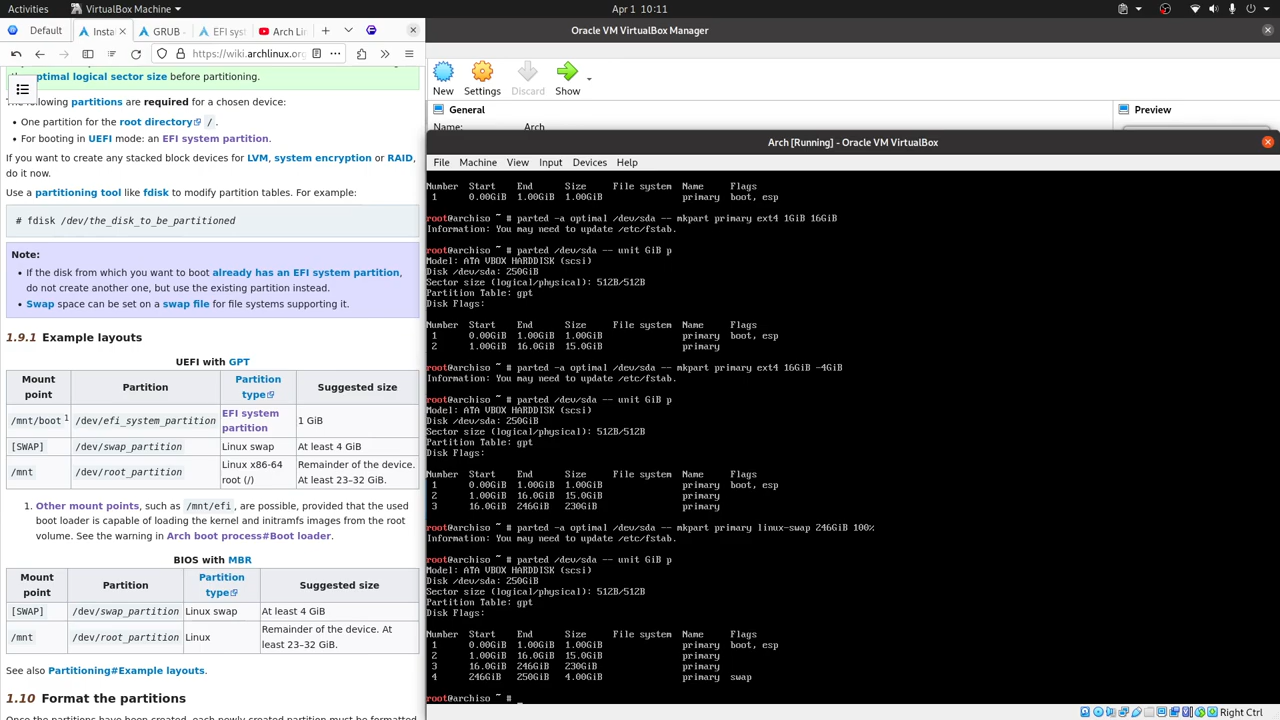 Activities VirtualBox Machine Apr 1 10:11
Default Instal GRUB EFI syst Arch Lin
https://wiki.archlinux.org
the optimal logical sector size before partitioning.
The following partitions are required for a chosen device:
• One partition for the root directory / .
• For booting in UEFI mode: an EFI system partition.
If you want to create any stacked block devices for LVM, system encryption or RAID,
do it now.
Use a partitioning tool like fdisk to modify partition tables. For example:
# fdisk /dev/the_disk_to_be_partitioned
Note:
• If the disk from which you want to boot already has an EFI system partition,
do not create another one, but use the existing partition instead.
• Swap space can be set on a swap file for file systems supporting it.
1.9.1 Example layouts
UEFI with GPT
Mount point Partition Partition type Suggested size
/mnt/boot 1 /dev/efi_system_partition EFI system partition 1 GiB
[SWAP] /dev/swap_partition Linux swap At least 4 GiB
/mnt /dev/root_partition Linux x86-64 root (/) Remainder of the device. At least 23–32 GiB.
1. Other mount points, such as /mnt/efi, are possible, provided that the used
boot loader is capable of loading the kernel and initramfs images from the root
volume. See the warning in Arch boot process#Boot loader.
BIOS with MBR
Mount point Partition Partition type Suggested size
[SWAP] /dev/swap_partition Linux swap At least 4 GiB
/mnt /dev/root_partition Linux Remainder of the device. At least 23–32 GiB.
See also Partitioning#Example layouts.
1.10 Format the partitions
Once the partitions have been created, each newly created partition must be formatted
Oracle VM VirtualBox Manager
New Settings Discard Show
General Preview
Name: Arch
Arch [Running] - Oracle VM VirtualBox
File Machine View Input Devices Help
Number Start End Size File system Name Flags
1 0.00GiB 1.00GiB 1.00GiB primary boot, esp
root@archiso ~ # parted -a optimal /dev/sda -- mkpart primary ext4 1GiB 16GiB
Information: You may need to update /etc/fstab.
root@archiso ~ # parted /dev/sda -- unit GiB p
Model: ATA VBOX HARDDISK (scsi)
Disk /dev/sda: 250GiB
Sector size (logical/physical): 512B/512B
Partition Table: gpt
Disk Flags:
Number Start End Size File system Name Flags
1 0.00GiB 1.00GiB 1.00GiB primary boot, esp
2 1.00GiB 16.0GiB 15.0GiB primary
root@archiso ~ # parted -a optimal /dev/sda -- mkpart primary ext4 16GiB -4GiB
Information: You may need to update /etc/fstab.
root@archiso ~ # parted /dev/sda -- unit GiB p
Model: ATA VBOX HARDDISK (scsi)
Disk /dev/sda: 250GiB
Sector size (logical/physical): 512B/512B
Partition Table: gpt
Disk Flags:
Number Start End Size File system Name Flags
1 0.00GiB 1.00GiB 1.00GiB primary boot, esp
2 1.00GiB 16.0GiB 15.0GiB primary
3 16.0GiB 246GiB 230GiB primary
root@archiso ~ # parted -a optimal /dev/sda -- mkpart primary linux-swap 246GiB 100%
Information: You may need to update /etc/fstab.
root@archiso ~ # parted /dev/sda -- unit GiB p
Model: ATA VBOX HARDDISK (scsi)
Disk /dev/sda: 250GiB
Sector size (logical/physical): 512B/512B
Partition Table: gpt
Disk Flags:
Number Start End Size File system Name Flags
1 0.00GiB 1.00GiB 1.00GiB primary boot, esp
2 1.00GiB 16.0GiB 15.0GiB primary
3 16.0GiB 246GiB 230GiB primary
4 246GiB 250GiB 4.00GiB primary swap
root@archiso ~ #
Right Ctrl